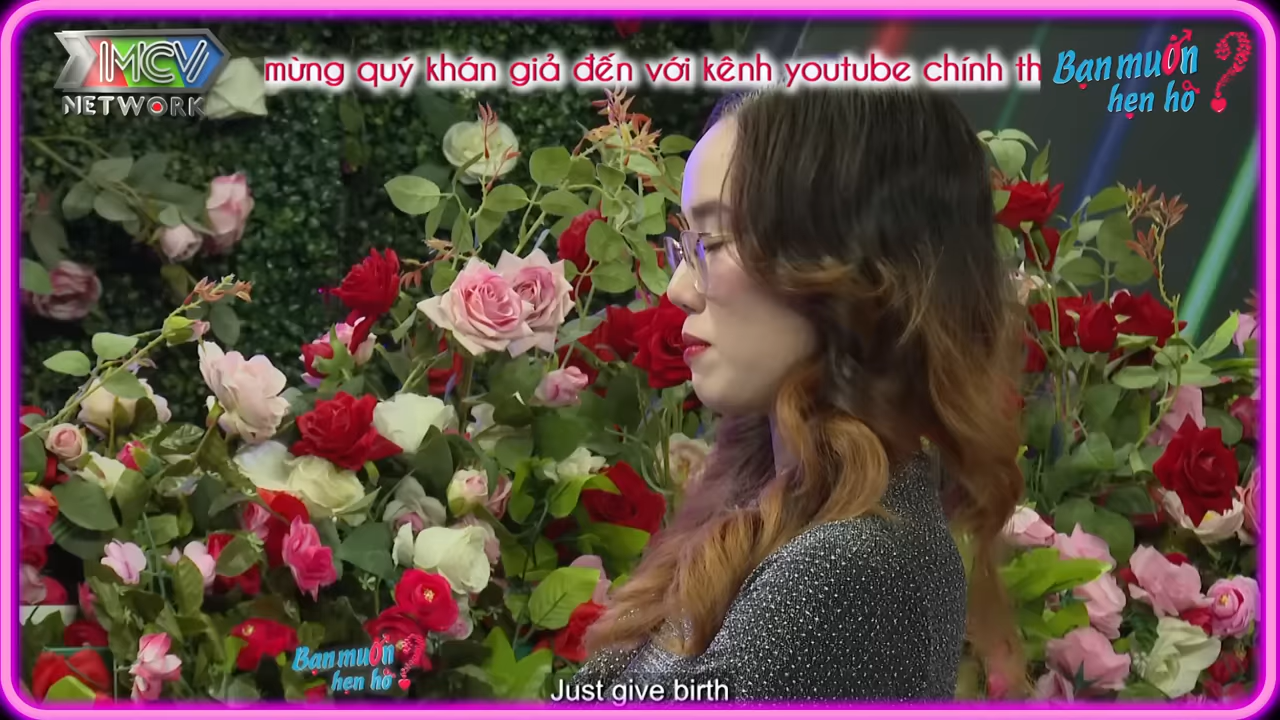 MCV
NETWORK
mừng quý khán giả đến với kênh youtube chính th
Bạn muốn
hẹn hò
Bạn muốn
hẹn hò
Just give birth